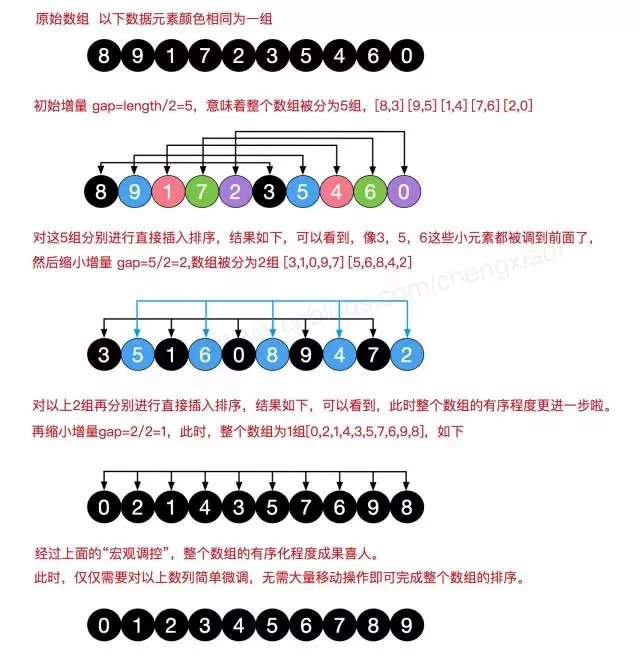 原始数组 以下数据元素颜色相同为一组
8 9 1 7 2 3 5 4 6 0
初始增量 gap=length/2=5，意味着整个数组被分为5组，[8,3][9,5][1,4][7,6][2,0]
8 9 1 7 2 3 5 4 6 0
对这5组分别进行直接插入排序，结果如下，可以看到，像3，5，6这些小元素都被调到前面了，
然后缩小增量 gap=5/2=2,数组被分为2组 [3,1,0,9,7][5,6,8,4,2]
3 5 1 6 0 8 9 4 7 2
对以上2组再分别进行直接插入排序，结果如下，可以看到，此时整个数组的有序程度更进一步啦。
再缩小增量gap=2/2=1，此时，整个数组为1组[0,2,1,4,3,5,7,6,9,8]，如下
0 2 1 4 3 5 7 6 9 8
经过上面的“宏观调控”，整个数组的有序化程度成果喜人。
此时，仅仅需要对以上数列简单微调，无需大量移动操作即可完成整个数组的排序。
0 1 2 3 4 5 6 7 8 9